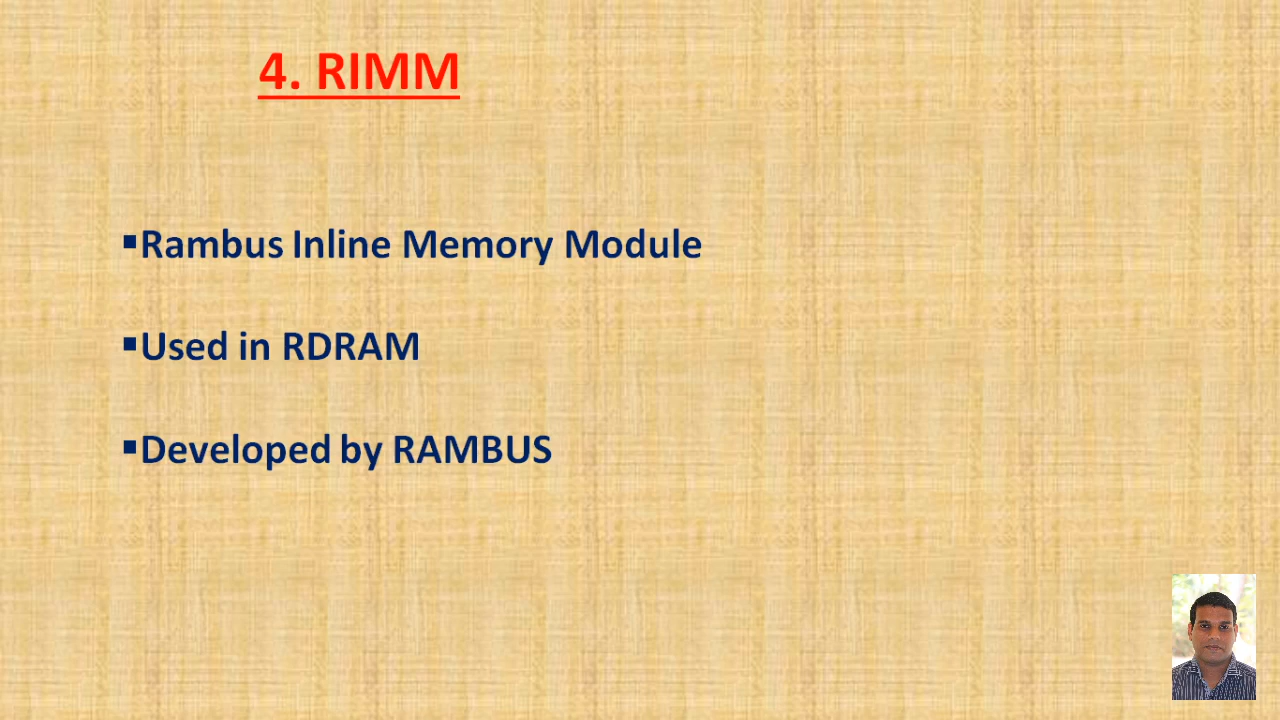 4. RIMM
▪Rambus Inline Memory Module
▪Used in RDRAM
▪Developed by RAMBUS